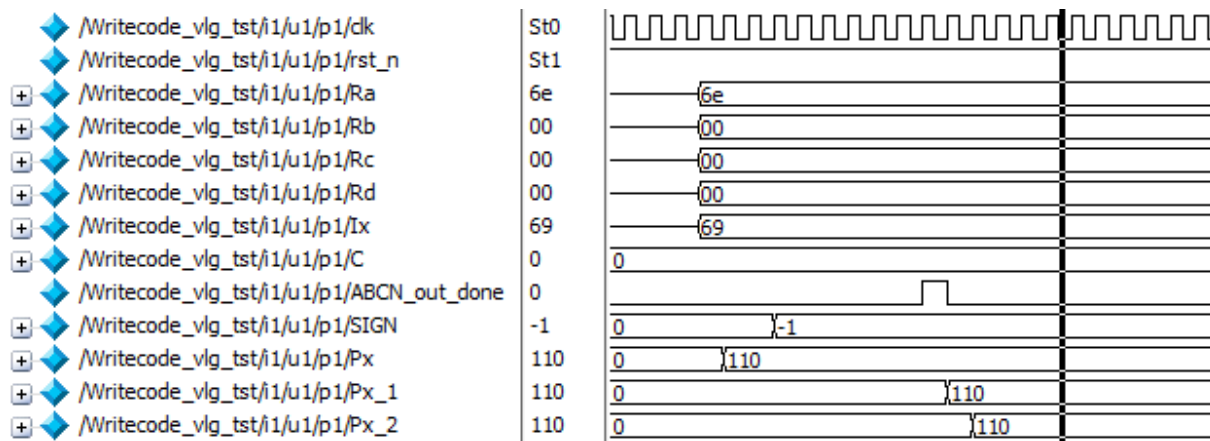 /Writecode_vlg_tst/i1/u1/p1/clk St0
/Writecode_vlg_tst/i1/u1/p1/rst_n St1
/Writecode_vlg_tst/i1/u1/p1/Ra 6e 6e
/Writecode_vlg_tst/i1/u1/p1/Rb 00 00
/Writecode_vlg_tst/i1/u1/p1/Rc 00 00
/Writecode_vlg_tst/i1/u1/p1/Rd 00 00
/Writecode_vlg_tst/i1/u1/p1/Ix 69 69
/Writecode_vlg_tst/i1/u1/p1/C 0 0
/Writecode_vlg_tst/i1/u1/p1/ABCN_out_done 0
/Writecode_vlg_tst/i1/u1/p1/SIGN -1 0 -1
/Writecode_vlg_tst/i1/u1/p1/Px 110 0 110
/Writecode_vlg_tst/i1/u1/p1/Px_1 110 0 110
/Writecode_vlg_tst/i1/u1/p1/Px_2 110 0 110